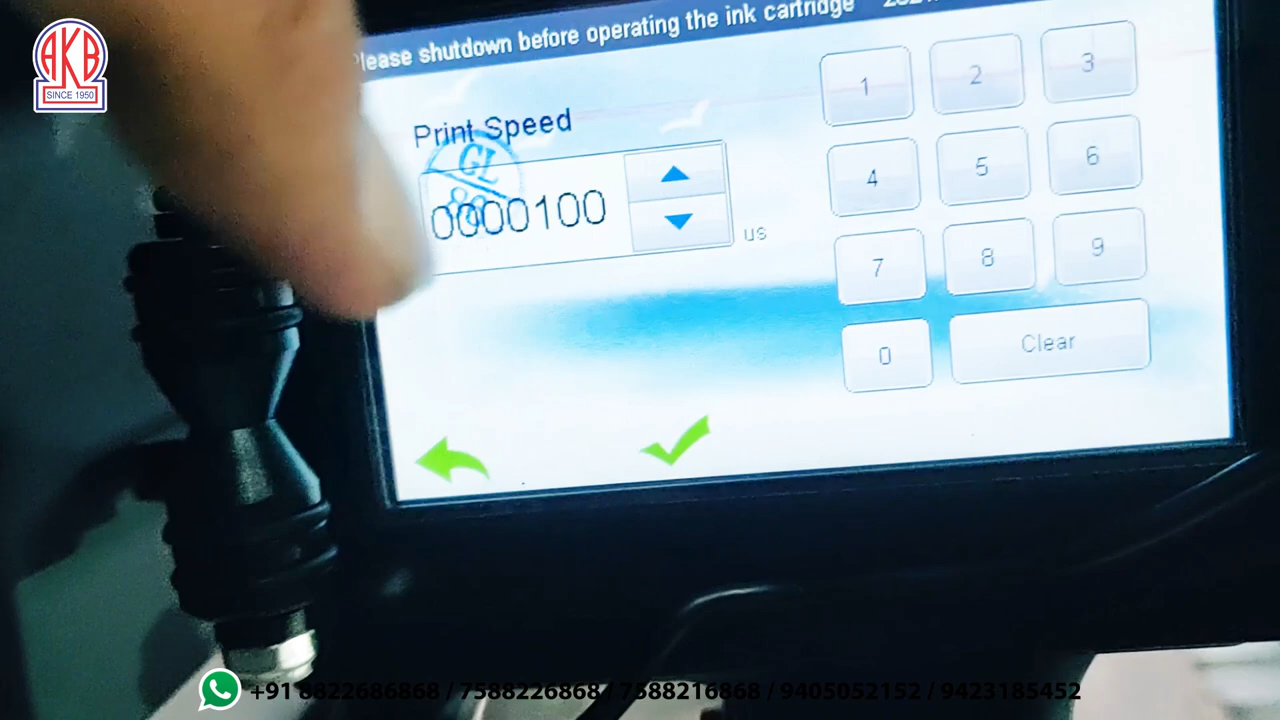 AKB
SINCE 1950
Please shutdown before operating the ink cartridge
Print Speed
GL
0000100
us
1 2 3
4 5 6
7 8 9
0 Clear
+91 8822686868 / 7588226868 / 7588216868 / 9405052152 / 9423185452